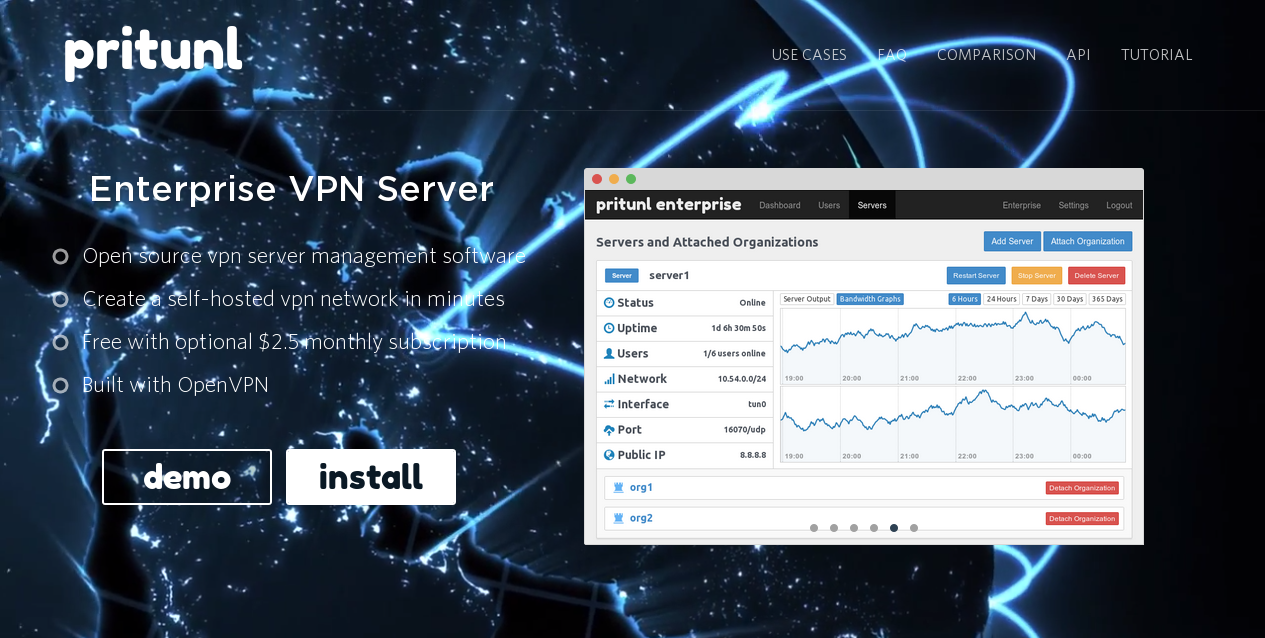 pritunl
USE CASES FAQ COMPARISON API TUTORIAL
Enterprise VPN Server
Open source vpn server management software
Create a self-hosted vpn network in minutes
Free with optional $2.5 monthly subscription
Built with OpenVPN
demo install
pritunl enterprise Dashboard Users Servers Enterprise Settings Logout
Servers and Attached Organizations Add Server Attach Organization
Server server1 Restart Server Stop Server Delete Server
Status Online
Uptime 1d 6h 30m 50s
Users 1/6 users online
Network 10.54.0.0/24
Interface tun0
Port 16070/udp
Public IP 8.8.8.8
Server Output Bandwidth Graphs 6 Hours 24 Hours 7 Days 30 Days 365 Days
19:00 20:00 21:00 22:00 23:00 00:00
19:00 20:00 21:00 22:00 23:00 00:00
org1 Detach Organization
org2 Detach Organization